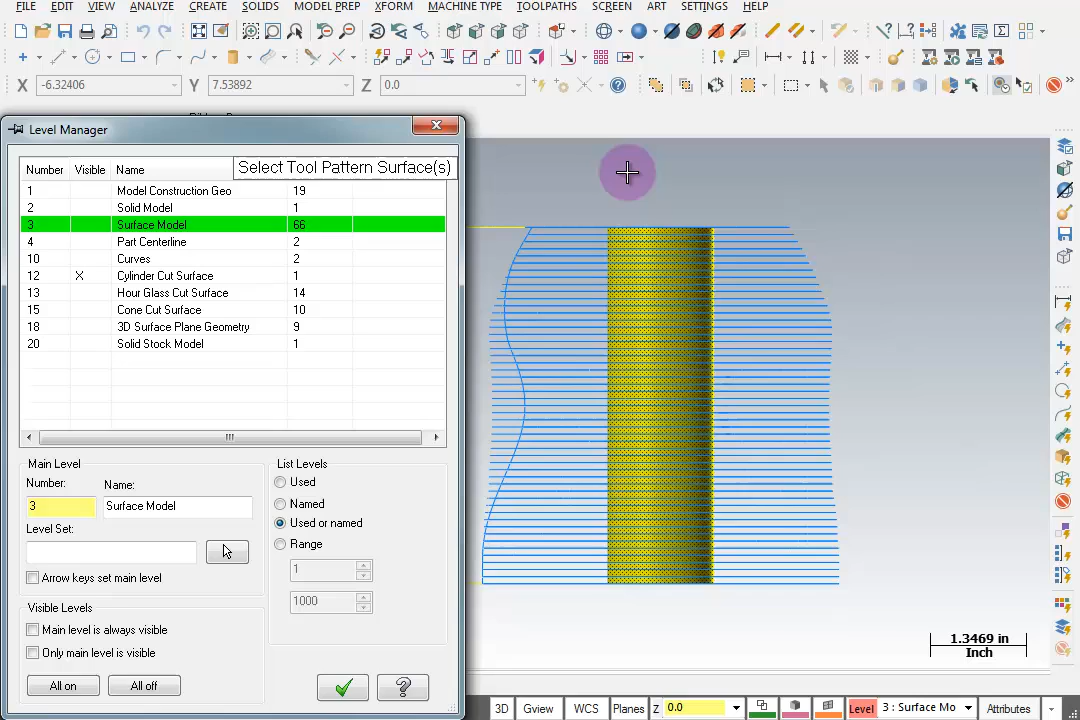 FILE EDIT VIEW ANALYZE CREATE SOLIDS MODEL PREP XFORM MACHINE TYPE TOOLPATHS SCREEN ART SETTINGS HELP
X -6.32406 Y 7.53892 Z 0.0
Level Manager
Number Visible Name Select Tool Pattern Surface(s)
1 Model Construction Geo 19
2 Solid Model 1
3 Surface Model 66
4 Part Centerline 2
10 Curves 2
12 X Cylinder Cut Surface 1
13 Hour Glass Cut Surface 14
15 Cone Cut Surface 10
18 3D Surface Plane Geometry 9
20 Solid Stock Model 1
Main Level
Number: Name:
3 Surface Model
Level Set:
Arrow keys set main level
Visible Levels
Main level is always visible
Only main level is visible
All on All off
List Levels
Used
Named
Used or named
Range
1
1000
1.3469 in
Inch
3D Gview WCS Planes Z 0.0 Level 3 : Surface Mo Attributes